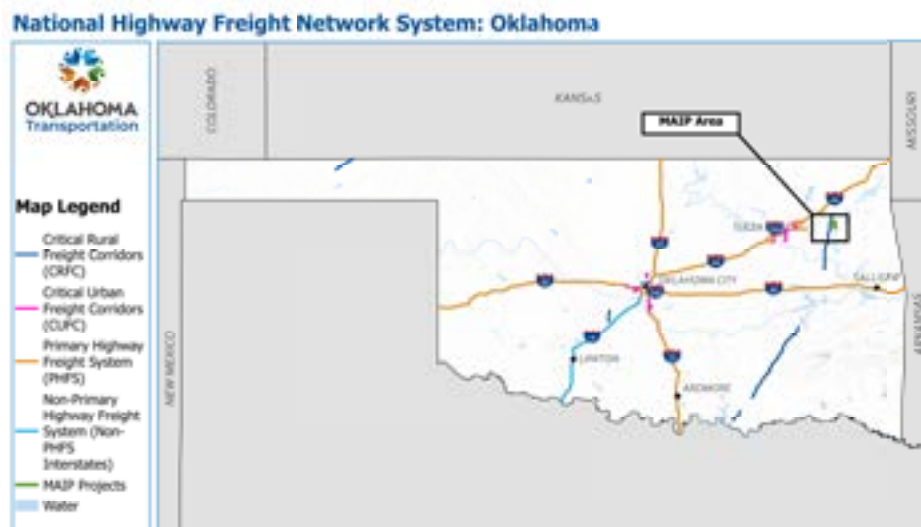 National Highway Freight Network System: Oklahoma
OKLAHOMA
Transportation
Map Legend
Critical Rural
Freight Corridors
(CRFC)
Critical Urban
Freight Corridors
(CUFC)
Primary Highway
Freight System
(PHFS)
Non-Primary
Highway Freight
System (Non-
PHFS
Interstates)
MAIP Projects
Water
COLORADO
KANSAS
MISSOURI
MAIP Area
TULSA
OKLAHOMA CITY
SALLISAW
LAWTON
ARDMORE
NEW MEXICO
ARKANSAS